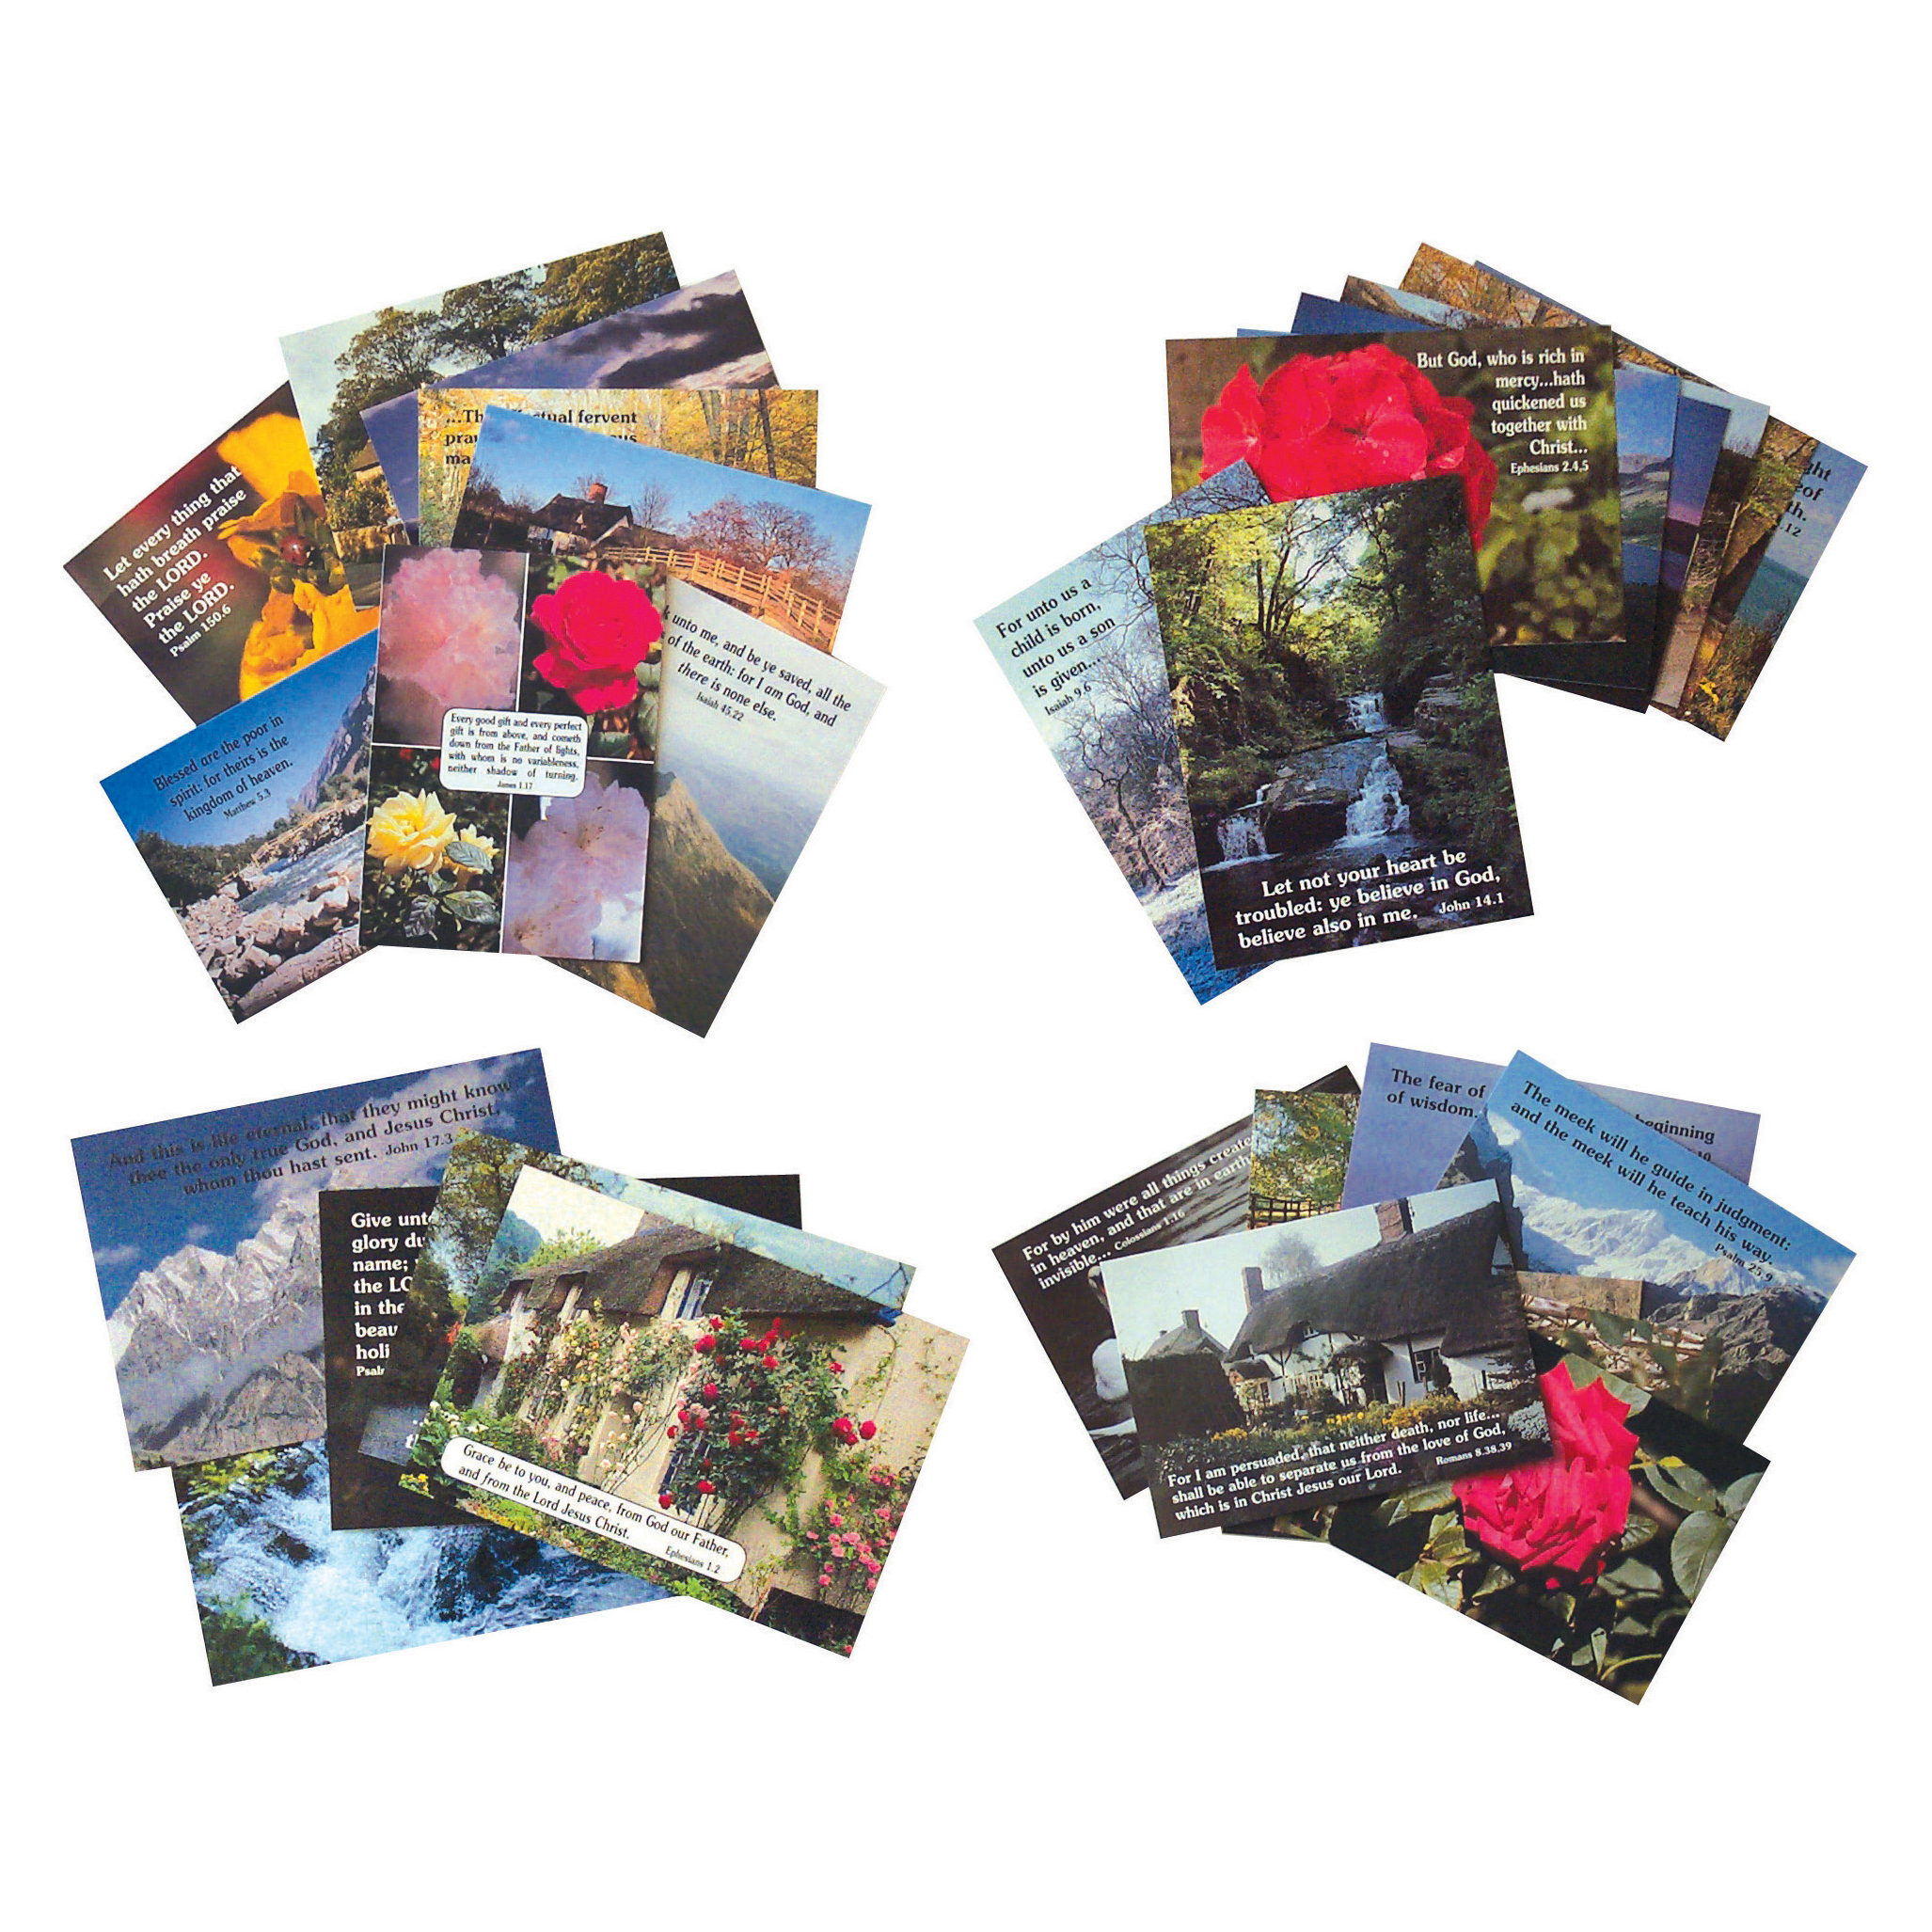 ...Th
ctual fervent
ma
Let every thing that
hath breath praise
the LORD.
Praise ye
the LORD.
Psalm 150.6
unto me, and be ye saved, all the
of the earth: for I am God, and
there is none else.
Isaiah 45.22
Every good gift and every perfect
gift is from above, and cometh
down from the Father of lights,
with whom is no variableness,
neither shadow of turning.
James 1.17
Blessed are the poor in
spirit: for theirs is the
kingdom of heaven.
Matthew 5.3
But God, who is rich in
mercy...hath
quickened us
together with
Christ...
Ephesians 2.4,5
ght
of
th.
12
For unto us a
child is born,
unto us a son
is given...
Isaiah 9.6
Let not your heart be
troubled: ye believe in God,
believe also in me. John 14.1
And this is life eternal, that they might know
thee the only true God, and Jesus Christ,
whom thou hast sent. John 17.3
Give unto
glory du
name;
the LO
in the
beau
holi
Psalr
Grace be to you, and peace, from God our Father,
and from the Lord Jesus Christ.
Ephesians 1.2
The fear of
beginning
of wisdom.
The meek will he guide in judgment:
and the meek will he teach his way.
Psalm 25.9
For by him were all things create
in heaven, and that are in earth
invisible... Colossians 1.16
For I am persuaded, that neither death, nor life...
shall be able to separate us from the love of God,
which is in Christ Jesus our Lord. Romans 8.38,39